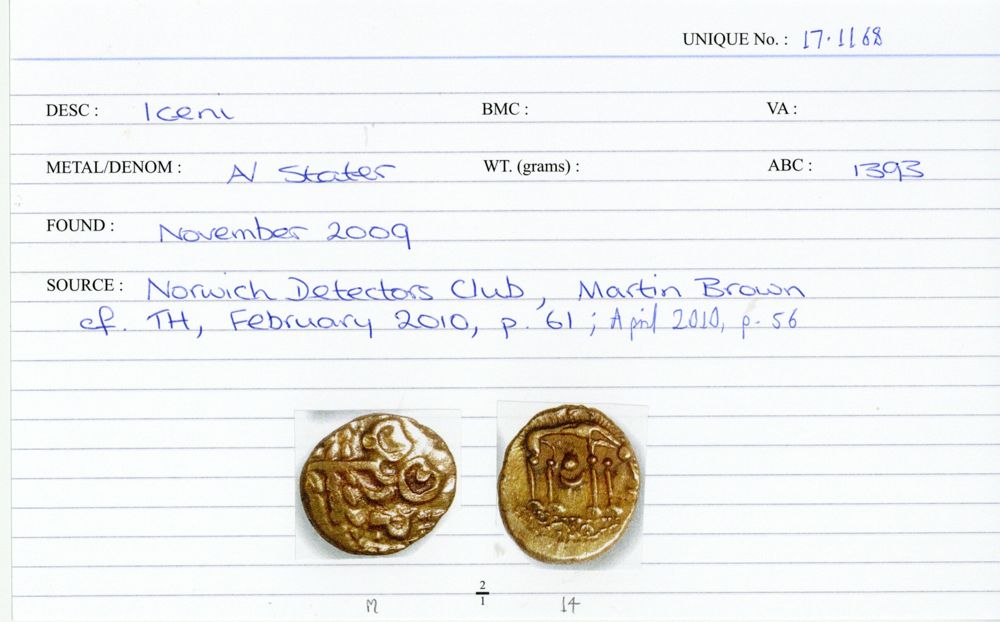 UNIQUE No. : 17.1168
DESC : Iceni BMC : VA :
METAL/DENOM : AV Stater WT. (grams) : ABC : 1393
FOUND : November 2009
SOURCE : Norwich Detectors Club, Martin Brown
cf. TH, February 2010, p. 61 ; April 2010, p. 56
2
1
14